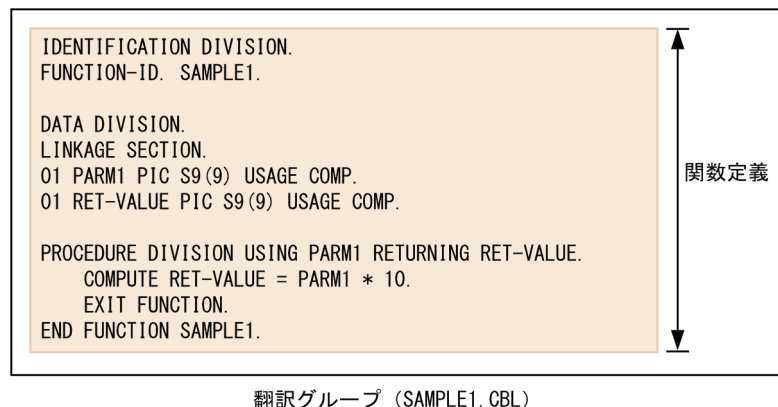 IDENTIFICATION DIVISION.
FUNCTION-ID. SAMPLE1.
DATA DIVISION.
LINKAGE SECTION.
01 PARM1 PIC S9(9) USAGE COMP.
01 RET-VALUE PIC S9(9) USAGE COMP.
PROCEDURE DIVISION USING PARM1 RETURNING RET-VALUE.
    COMPUTE RET-VALUE = PARM1 * 10.
    EXIT FUNCTION.
END FUNCTION SAMPLE1.
関数定義
翻訳グループ（SAMPLE1.CBL）